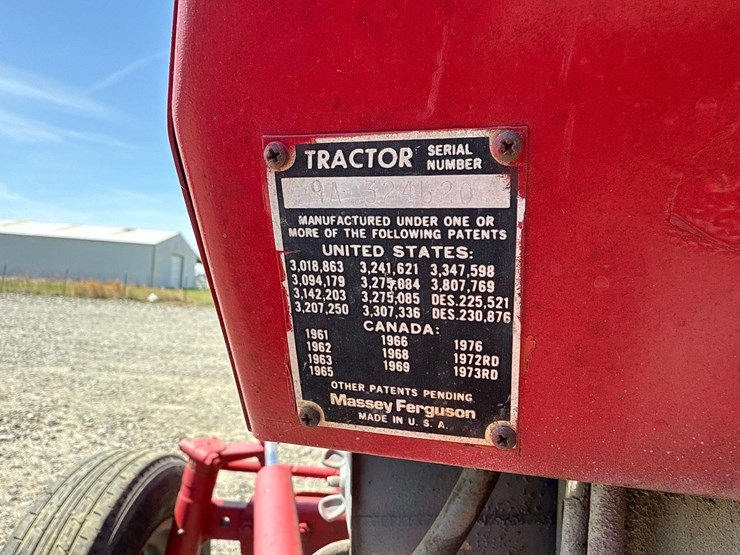 TRACTOR SERIAL NUMBER
MANUFACTURED UNDER ONE OR
MORE OF THE FOLLOWING PATENTS
UNITED STATES:
3,018,863 3,241,621 3,347,598
3,094,179 3,275,084 3,807,769
3,142,203 3,275,085 DES.225,521
3,207,250 3,307,336 DES.230,876
CANADA:
1961 1966 1976
1962 1968 1972RD
1963 1969 1973RD
1965
OTHER PATENTS PENDING
Massey Ferguson
MADE IN U. S. A.